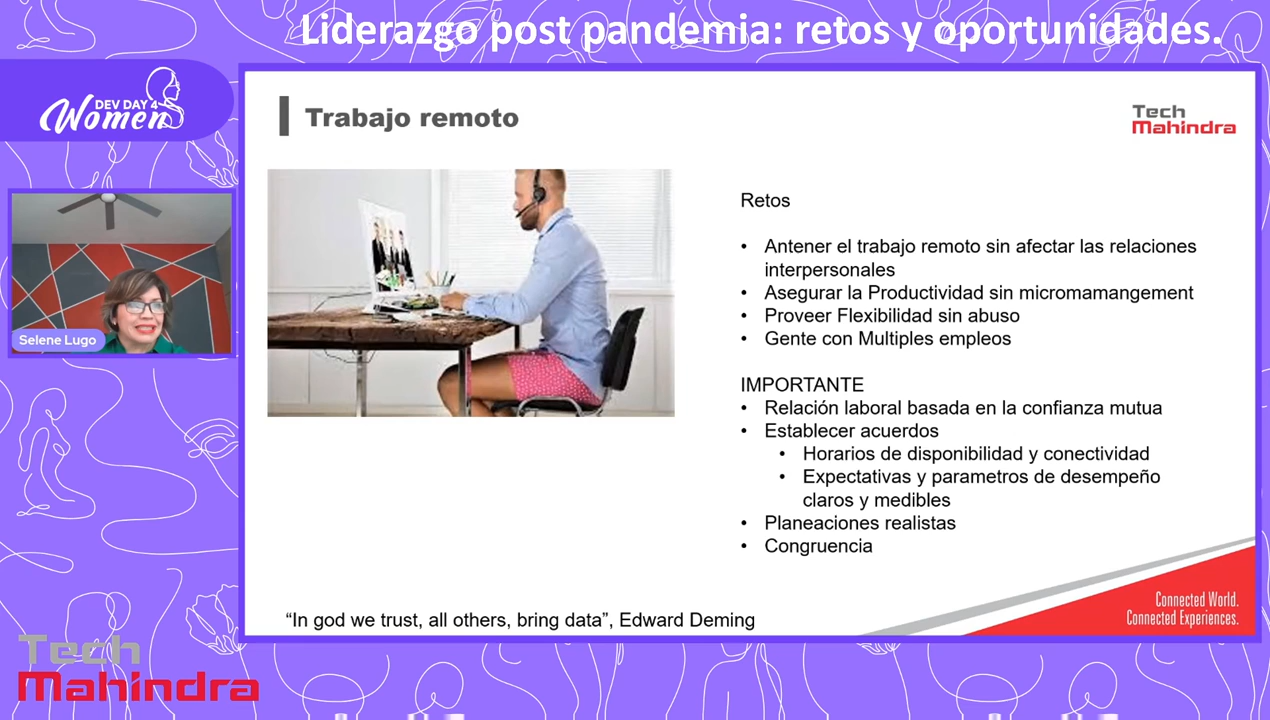 Liderazgo post pandemia: retos y oportunidades.
DEV DAY 4
Women
Trabajo remoto
Tech
Mahindra
Selene Lugo
Retos
• Antener el trabajo remoto sin afectar las relaciones
interpersonales
• Asegurar la Productividad sin micromamangement
• Proveer Flexibilidad sin abuso
• Gente con Multiples empleos
IMPORTANTE
• Relación laboral basada en la confianza mutua
• Establecer acuerdos
• Horarios de disponibilidad y conectividad
• Expectativas y parametros de desempeño
claros y medibles
• Planeaciones realistas
• Congruencia
“In god we trust, all others, bring data”, Edward Deming
Connected World.
Connected Experiences.
Tech
Mahindra